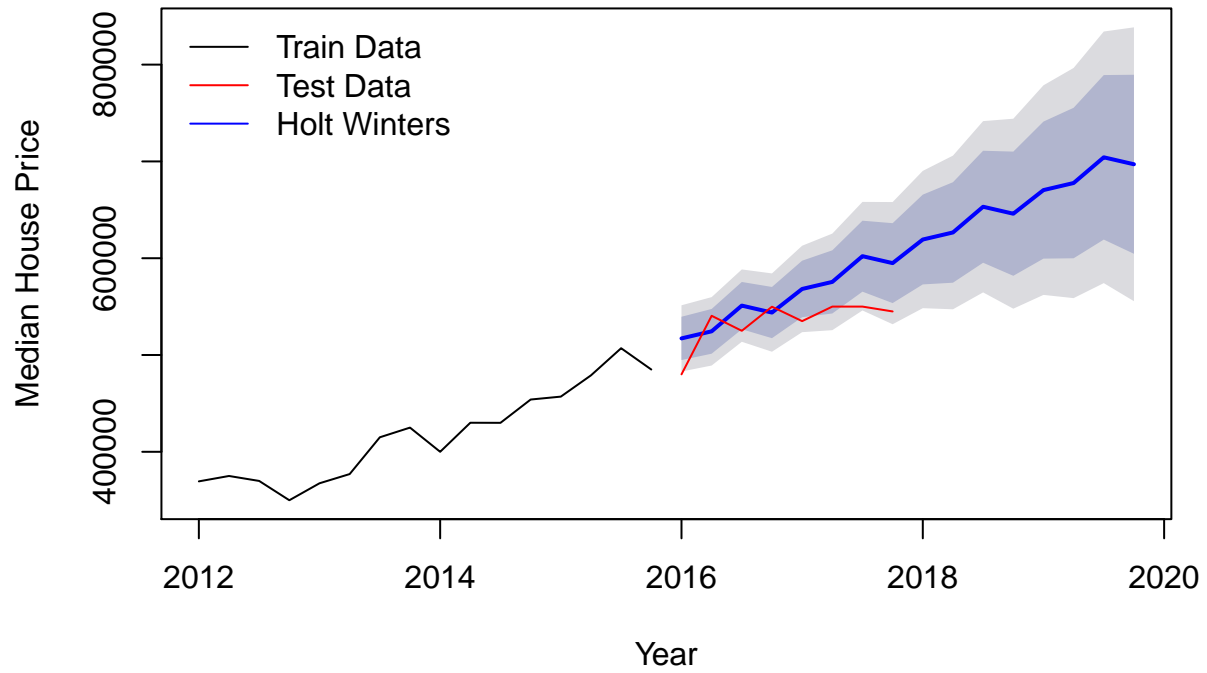 Train Data
Test Data
Holt Winters
Median House Price
800000
600000
400000
2012 2014 2016 2018 2020
Year